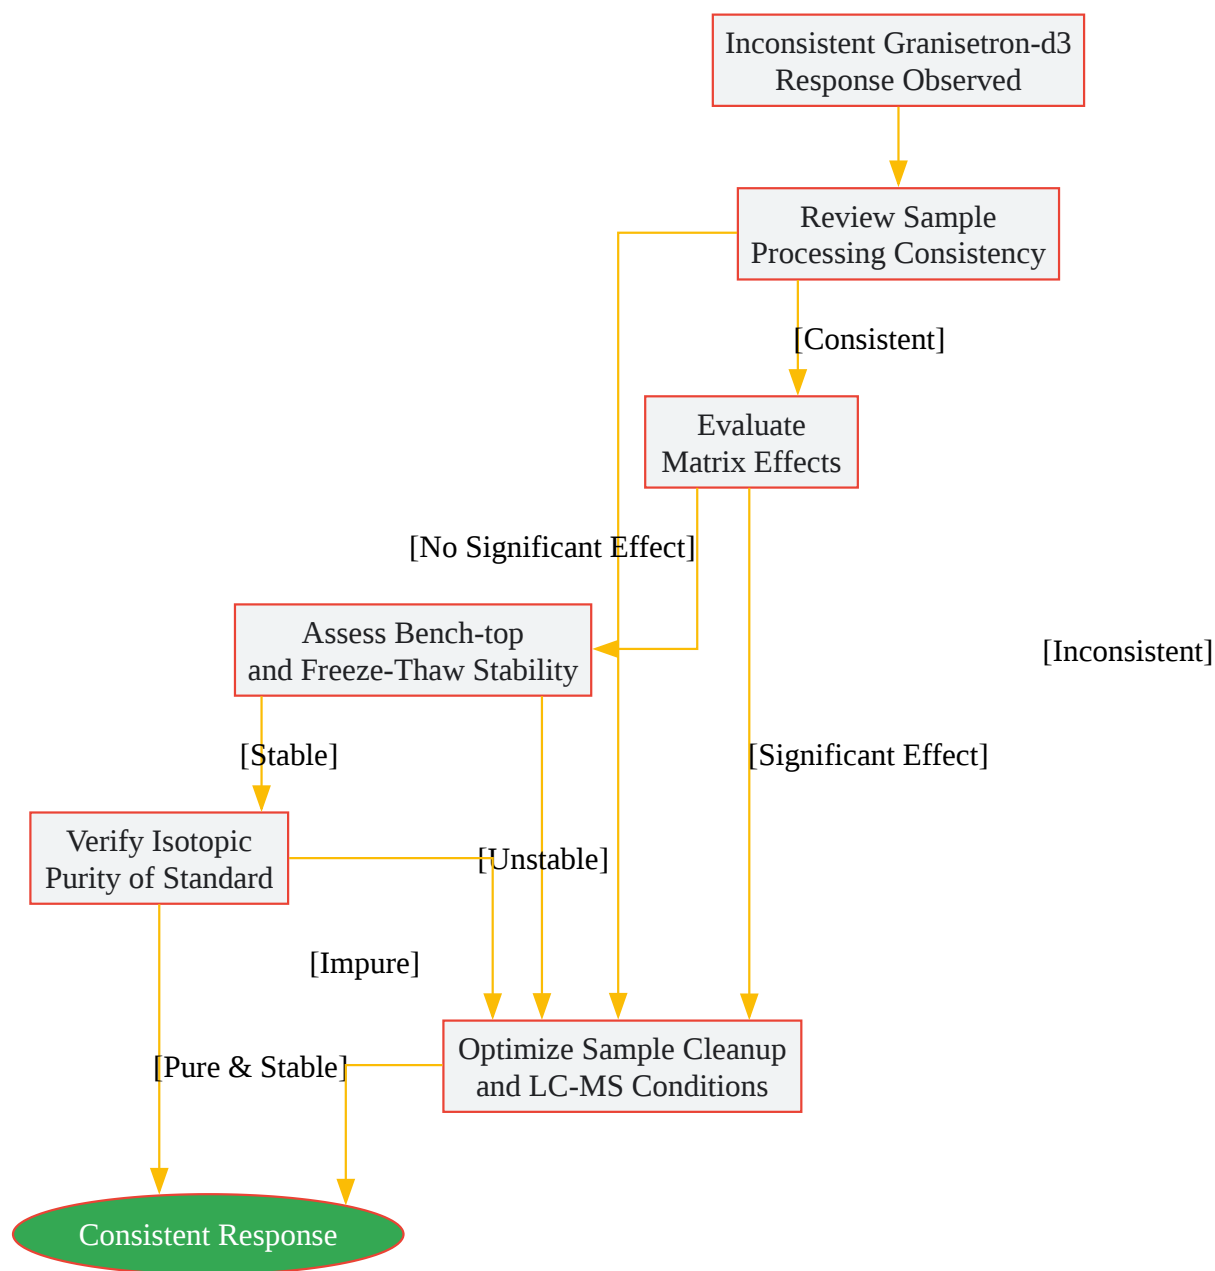 Inconsistent Granisetron-d3
Response Observed
Review Sample
Processing Consistency
[Consistent]
Evaluate
Matrix Effects
[No Significant Effect]
Assess Bench-top
and Freeze-Thaw Stability
[Inconsistent]
[Stable]
[Significant Effect]
Verify Isotopic
Purity of Standard
[Unstable]
[Impure]
Optimize Sample Cleanup
and LC-MS Conditions
[Pure & Stable]
Consistent Response